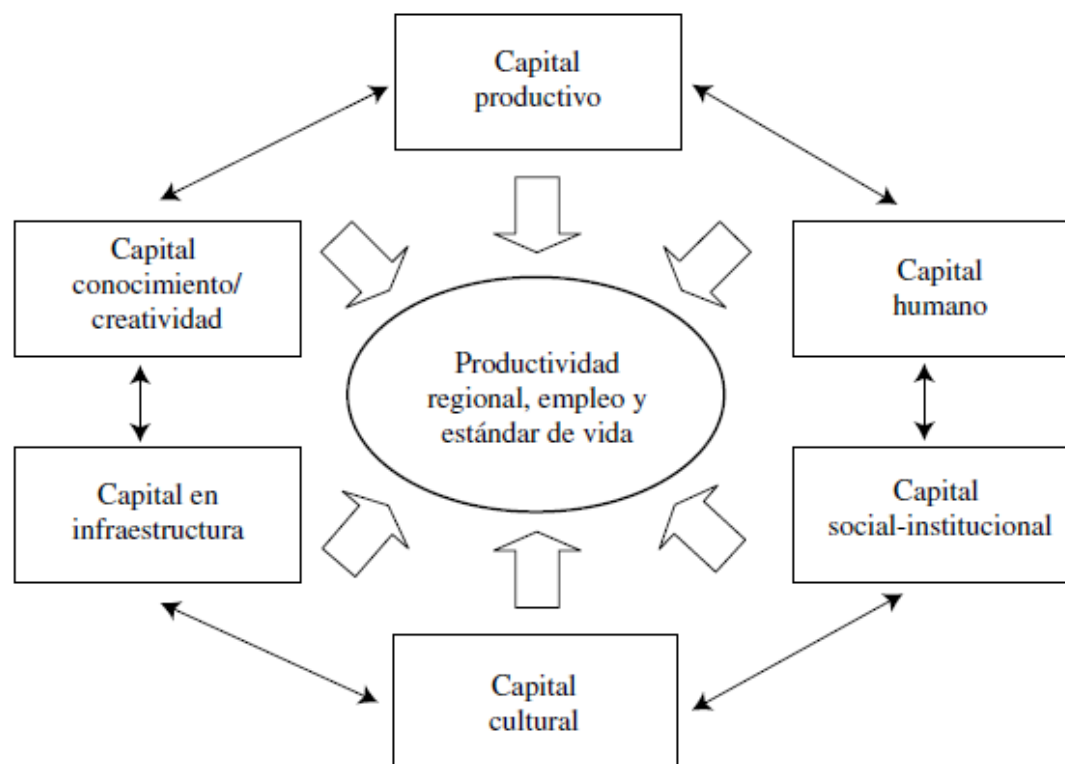 Capital
productivo
Capital
conocimiento/
creatividad
Capital
humano
Productividad
regional, empleo y
estándar de vida
Capital en
infraestructura
Capital
social-institucional
Capital
cultural